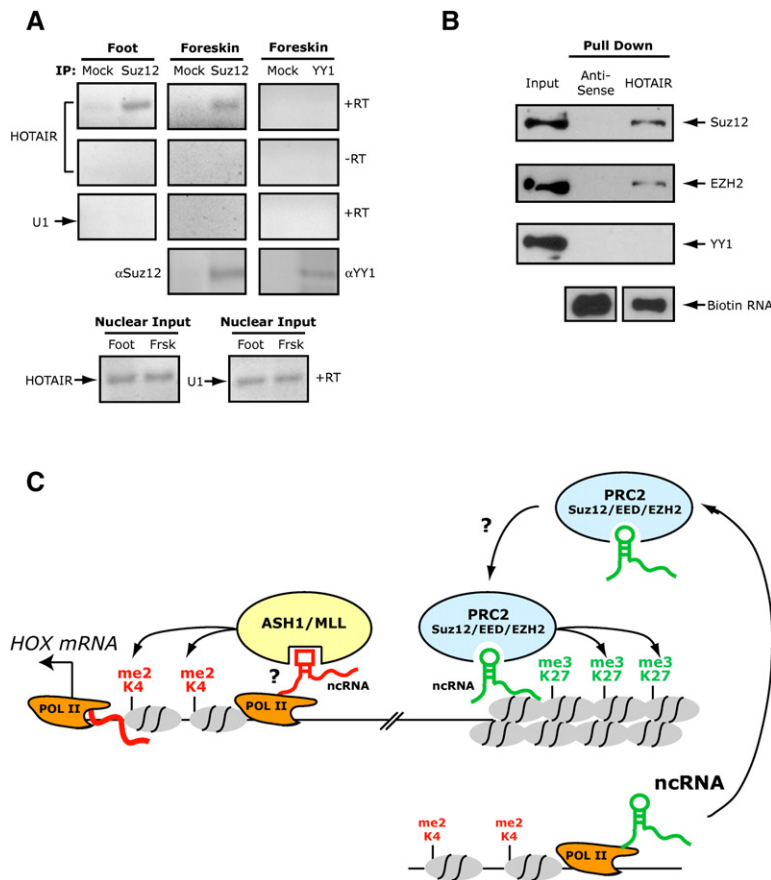 A
Foot Foreskin Foreskin
IP: Mock Suz12 Mock Suz12 Mock YY1
HOTAIR
+RT
-RT
U1
+RT
αSuz12
αYY1
Nuclear Input Nuclear Input
Foot Frsk Foot Frsk
HOTAIR U1 +RT
B
Pull Down
Input Anti-Sense HOTAIR
Suz12
EZH2
YY1
Biotin RNA
C
PRC2
Suz12/EED/EZH2
?
ASH1/MLL
PRC2
Suz12/EED/EZH2
HOX mRNA
me2
K4
me2
K4
?
ncRNA
ncRNA
me3
K27
me3
K27
me3
K27
POL II
POL II
ncRNA
me2
K4
me2
K4
POL II